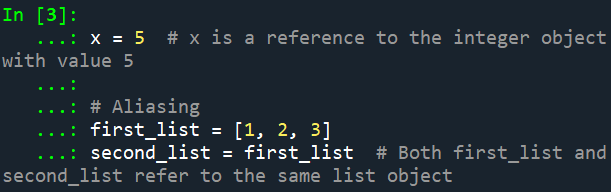 In [3]:
...: x = 5  # x is a reference to the integer object
with value 5
...:
...: # Aliasing
...: first_list = [1, 2, 3]
...: second_list = first_list  # Both first_list and
second_list refer to the same list object